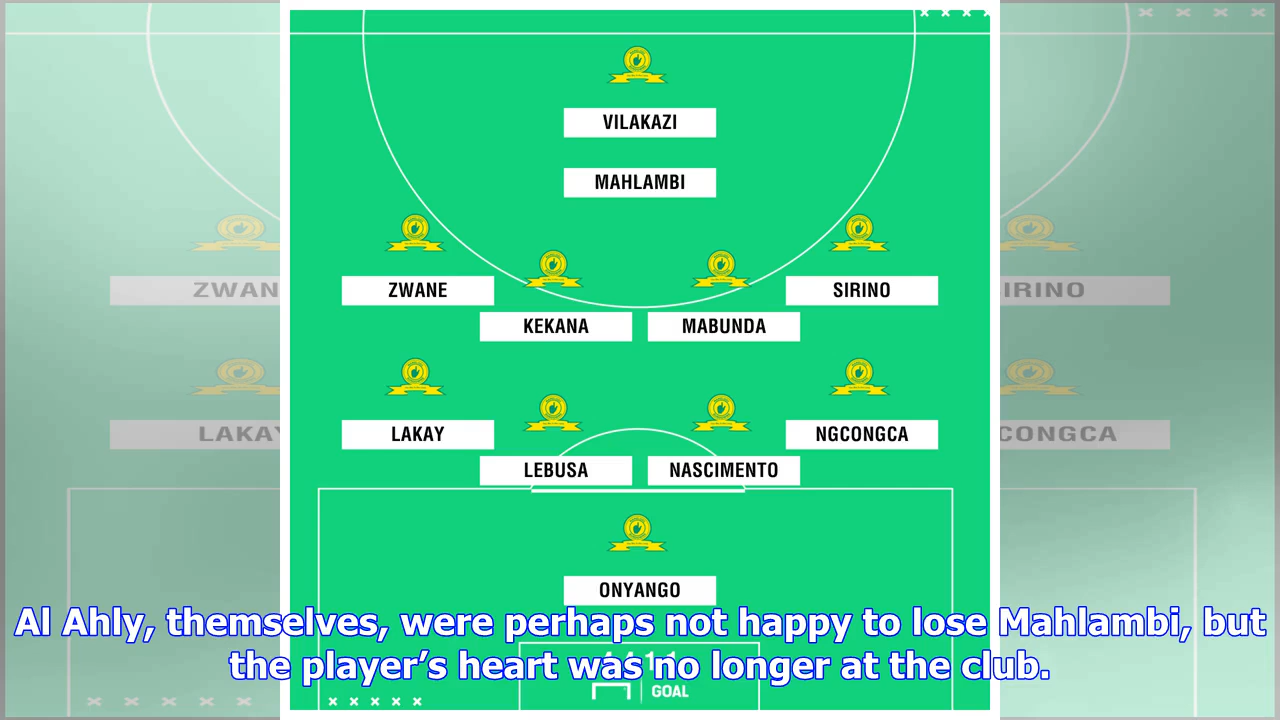 VILAKAZI
MAHLAMBI
ZWANE
SIRINO
KEKANA
MABUNDA
LAKAY
NGCONGCA
LEBUSA
NASCIMENTO
ONYANGO
Al Ahly, themselves, were perhaps not happy to lose Mahlambi, but
the player’s heart was no longer at the club.
GOAL